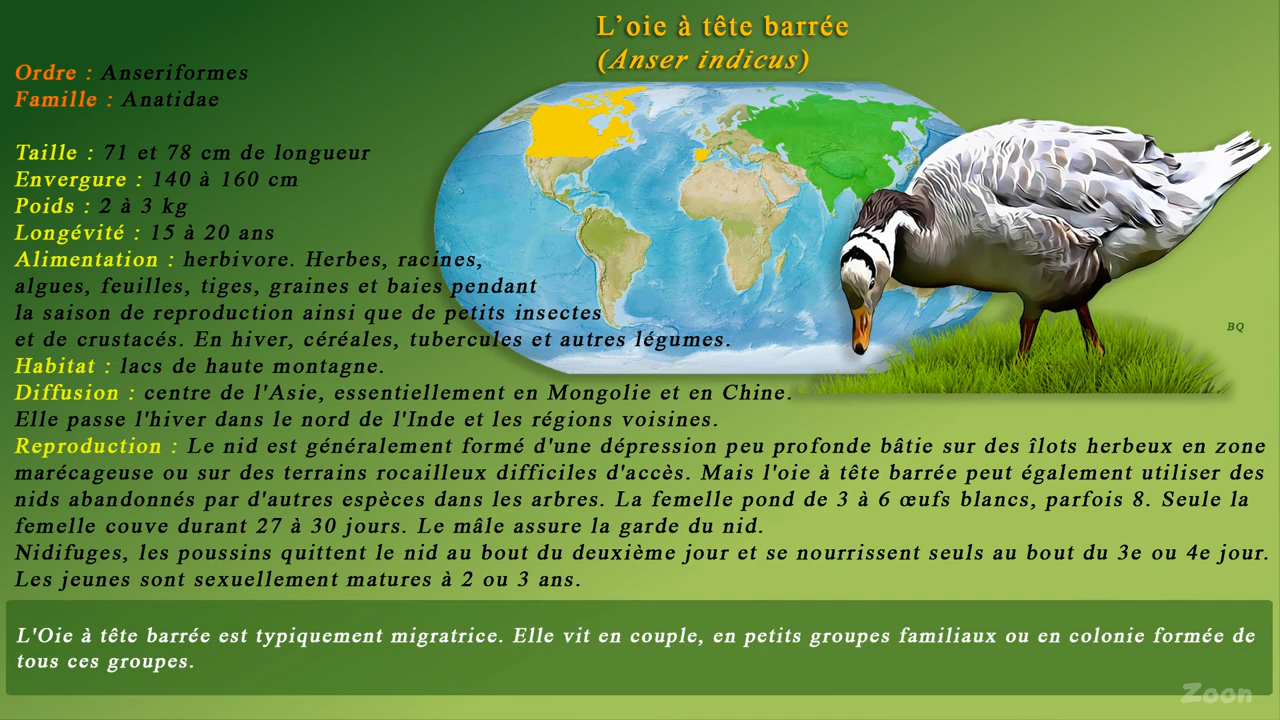 L'oie à tête barrée
(Anser indicus)
Ordre : Anseriformes
Famille : Anatidae
Taille : 71 et 78 cm de longueur
Envergure : 140 à 160 cm
Poids : 2 à 3 kg
Longévité : 15 à 20 ans
Alimentation : herbivore. Herbes, racines,
algues, feuilles, tiges, graines et baies pendant
la saison de reproduction ainsi que de petits insectes
et de crustacés. En hiver, céréales, tubercules et autres légumes.
Habitat : lacs de haute montagne.
Diffusion : centre de l'Asie, essentiellement en Mongolie et en Chine.
Elle passe l'hiver dans le nord de l'Inde et les régions voisines.
Reproduction : Le nid est généralement formé d'une dépression peu profonde bâtie sur des îlots herbeux en zone
marécageuse ou sur des terrains rocailleux difficiles d'accès. Mais l'oie à tête barrée peut également utiliser des
nids abandonnés par d'autres espèces dans les arbres. La femelle pond de 3 à 6 œufs blancs, parfois 8. Seule la
femelle couve durant 27 à 30 jours. Le mâle assure la garde du nid.
Nidifuges, les poussins quittent le nid au bout du deuxième jour et se nourrissent seuls au bout du 3e ou 4e jour.
Les jeunes sont sexuellement matures à 2 ou 3 ans.
BQ
L'Oie à tête barrée est typiquement migratrice. Elle vit en couple, en petits groupes familiaux ou en colonie formée de
tous ces groupes.
Zoon